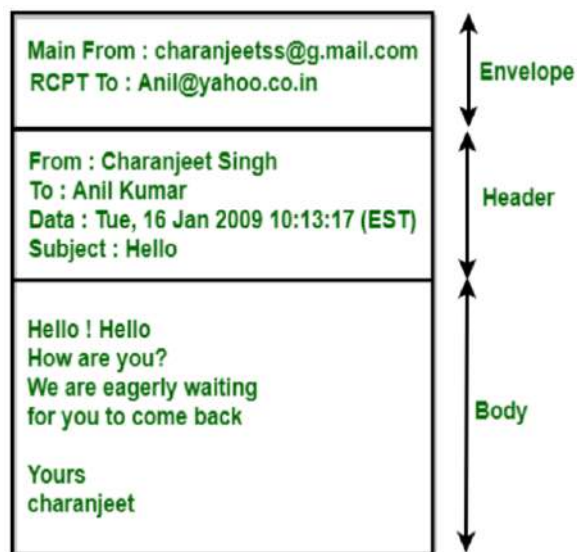 Main From : charanjeetss@g.mail.com
RCPT To : Anil@yahoo.co.in
Envelope
From : Charanjeet Singh
To : Anil Kumar
Data : Tue, 16 Jan 2009 10:13:17 (EST)
Subject : Hello
Header
Hello ! Hello
How are you?
We are eagerly waiting
for you to come back
Yours
charanjeet
Body